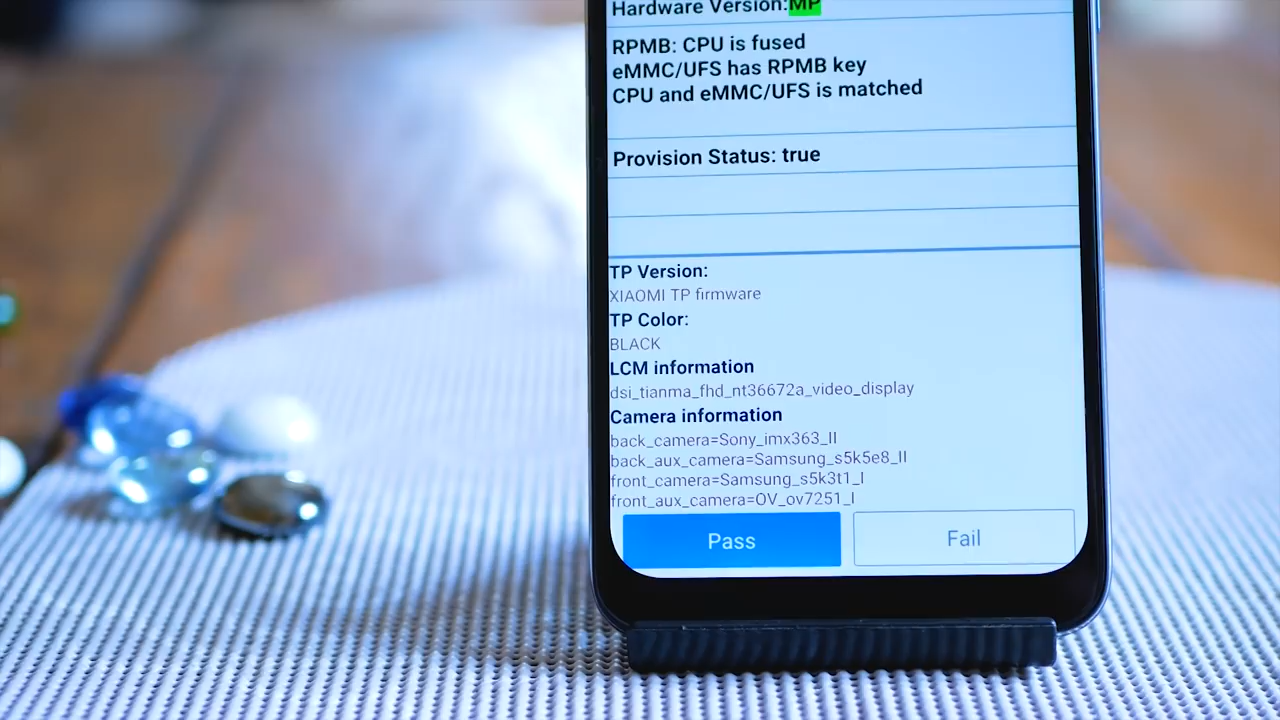 Hardware Version:MP
RPMB: CPU is fused
eMMC/UFS has RPMB key
CPU and eMMC/UFS is matched
Provision Status: true
TP Version:
XIAOMI TP firmware
TP Color:
BLACK
LCM information
dsi_tianma_fhd_nt36672a_video_display
Camera information
back_camera=Sony_imx363_II
back_aux_camera=Samsung_s5k5e8_II
front_camera=Samsung_s5k3t1_I
front_aux_camera=OV_ov7251_I
Pass
Fail